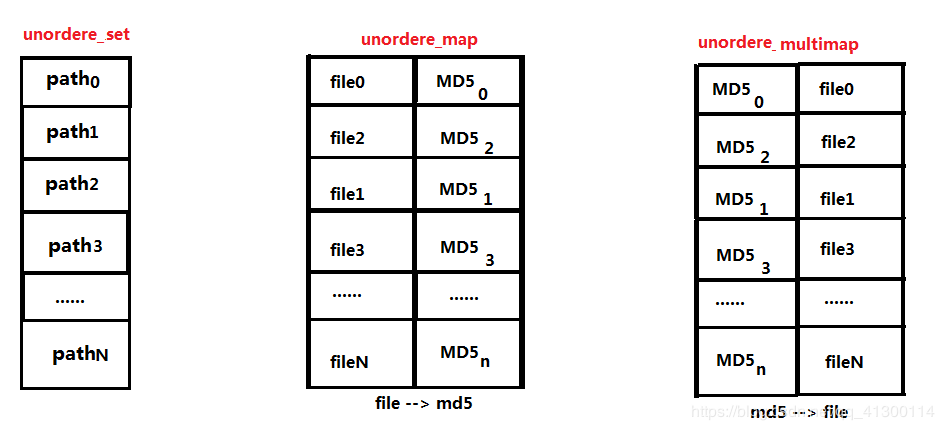 unordere_set
path0
path1
path2
path3
......
pathN
unordere_map
file0 MD5 0
file2 MD5 2
file1 MD5 1
file3 MD5 3
...... ......
fileN MD5 n
file --> md5
unordere_ multimap
MD5 0 file0
MD5 2 file2
MD5 1 file1
MD5 3 file3
...... ......
MD5 n fileN
md5 --> file